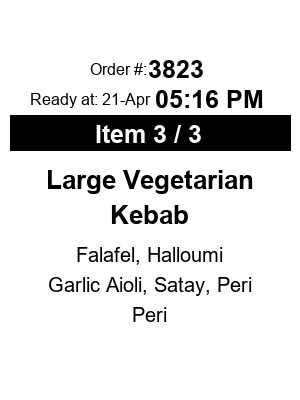 Order #:3823
Ready at: 21-Apr 05:16 PM
Item 3 / 3
Large Vegetarian
Kebab
Falafel, Halloumi
Garlic Aioli, Satay, Peri
Peri